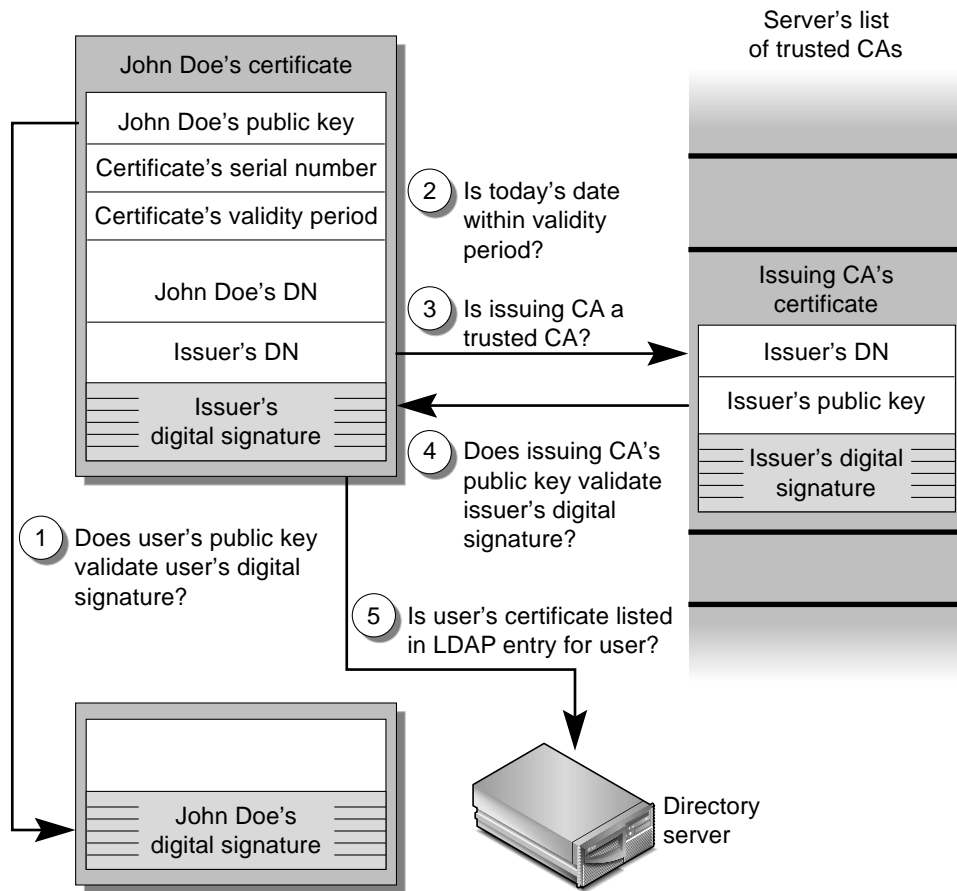 Server’s list
of trusted CAs
John Doe’s certificate
John Doe’s public key
Certificate’s serial number
Certificate’s validity period
John Doe’s DN
Issuer’s DN
Issuer’s
digital signature
2 Is today’s date
within validity
period?
3 Is issuing CA a
trusted CA?
Issuing CA’s
certificate
Issuer’s DN
Issuer’s public key
Issuer’s digital
signature
4 Does issuing CA’s
public key validate
issuer’s digital
signature?
1 Does user’s public key
validate user’s digital
signature?
5 Is user’s certificate listed
in LDAP entry for user?
John Doe’s
digital signature
Directory
server